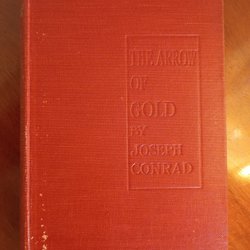 THE ARROW
OF
GOLD
BY
JOSEPH
CONRAD